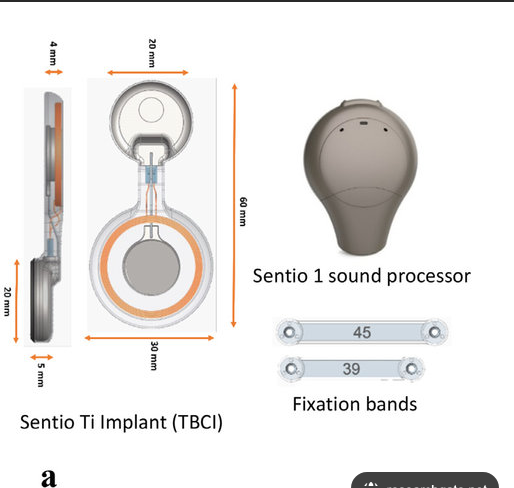 4 mm
20 mm
60 mm
20 mm
5 mm
30 mm
Sentio 1 sound processor
45
39
Fixation bands
Sentio Ti Implant (TBCI)
a